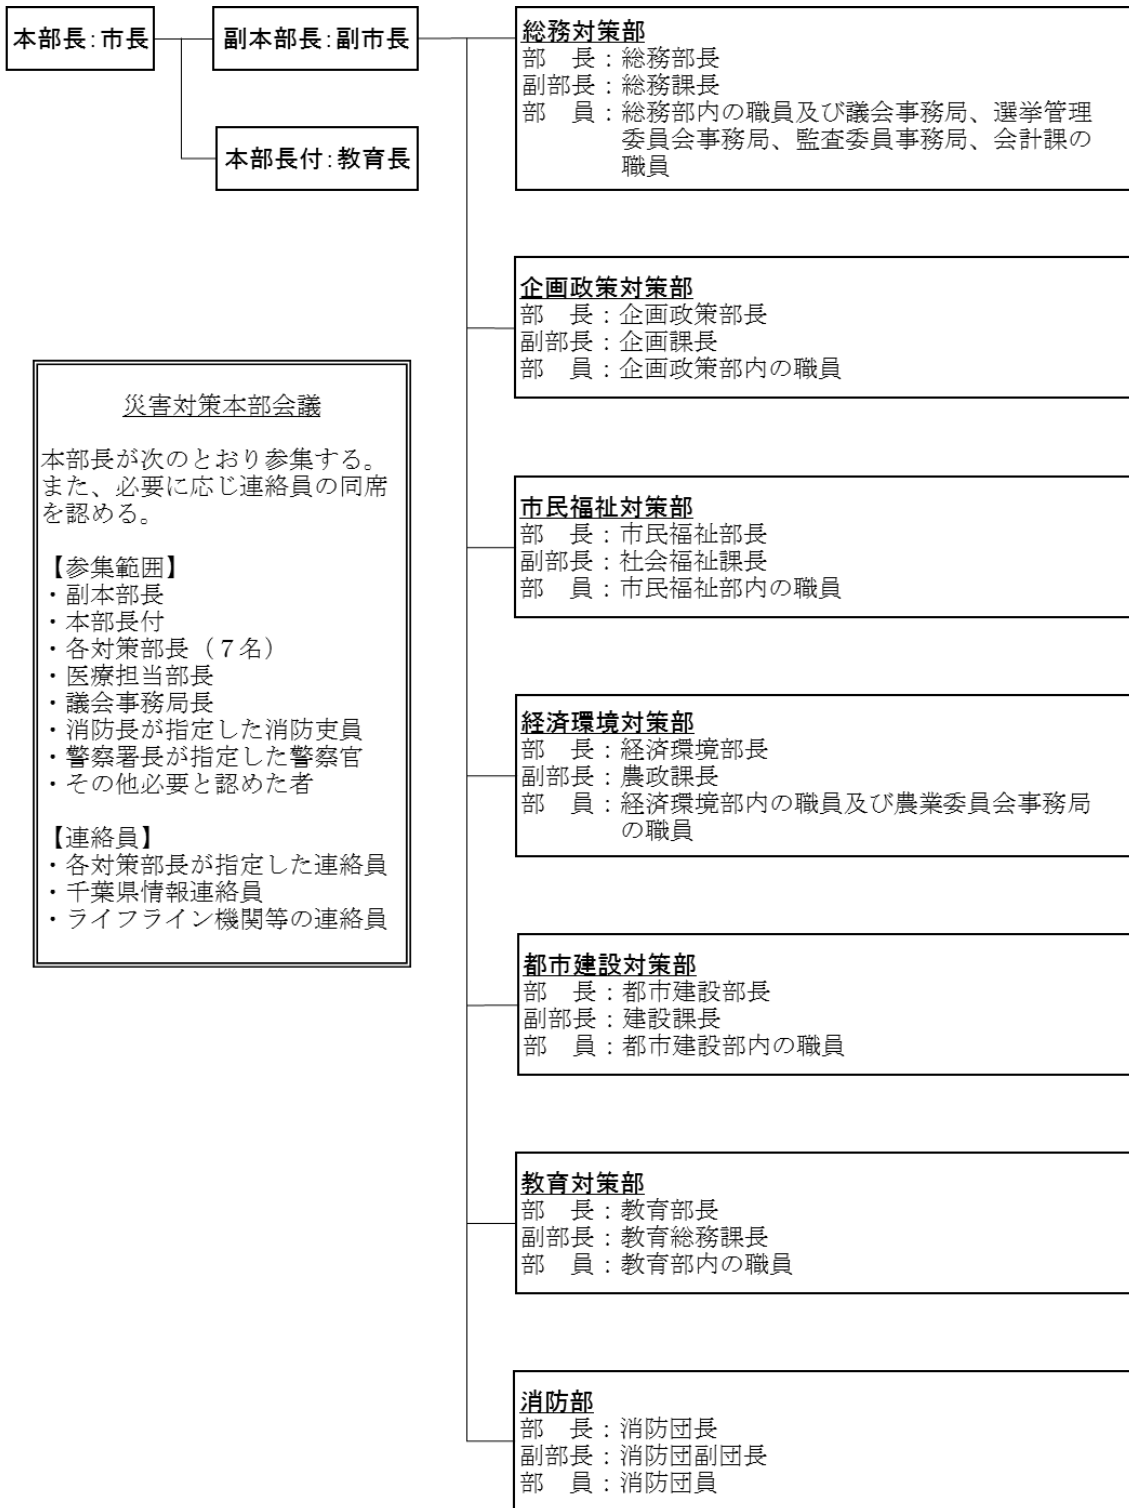 本部長：市長
副本部長：副市長
本部長付：教育長
総務対策部
部　長：総務部長
副部長：総務課長
部　員：総務部内の職員及び議会事務局、選挙管理
委員会事務局、監査委員事務局、会計課の
職員
企画政策対策部
部　長：企画政策部長
副部長：企画課長
部　員：企画政策部内の職員
災害対策本部会議
本部長が次のとおり参集する。
また、必要に応じ連絡員の同席
を認める。
【参集範囲】
・副本部長
・本部長付
・各対策部長（７名）
・医療担当部長
・議会事務局長
・消防長が指定した消防吏員
・警察署長が指定した警察官
・その他必要と認めた者
【連絡員】
・各対策部長が指定した連絡員
・千葉県情報連絡員
・ライフライン機関等の連絡員
市民福祉対策部
部　長：市民福祉部長
副部長：社会福祉課長
部　員：市民福祉部内の職員
経済環境対策部
部　長：経済環境部長
副部長：農政課長
部　員：経済環境部内の職員及び農業委員会事務局
の職員
都市建設対策部
部　長：都市建設部長
副部長：建設課長
部　員：都市建設部内の職員
教育対策部
部　長：教育部長
副部長：教育総務課長
部　員：教育部内の職員
消防部
部　長：消防団長
副部長：消防団副団長
部　員：消防団員